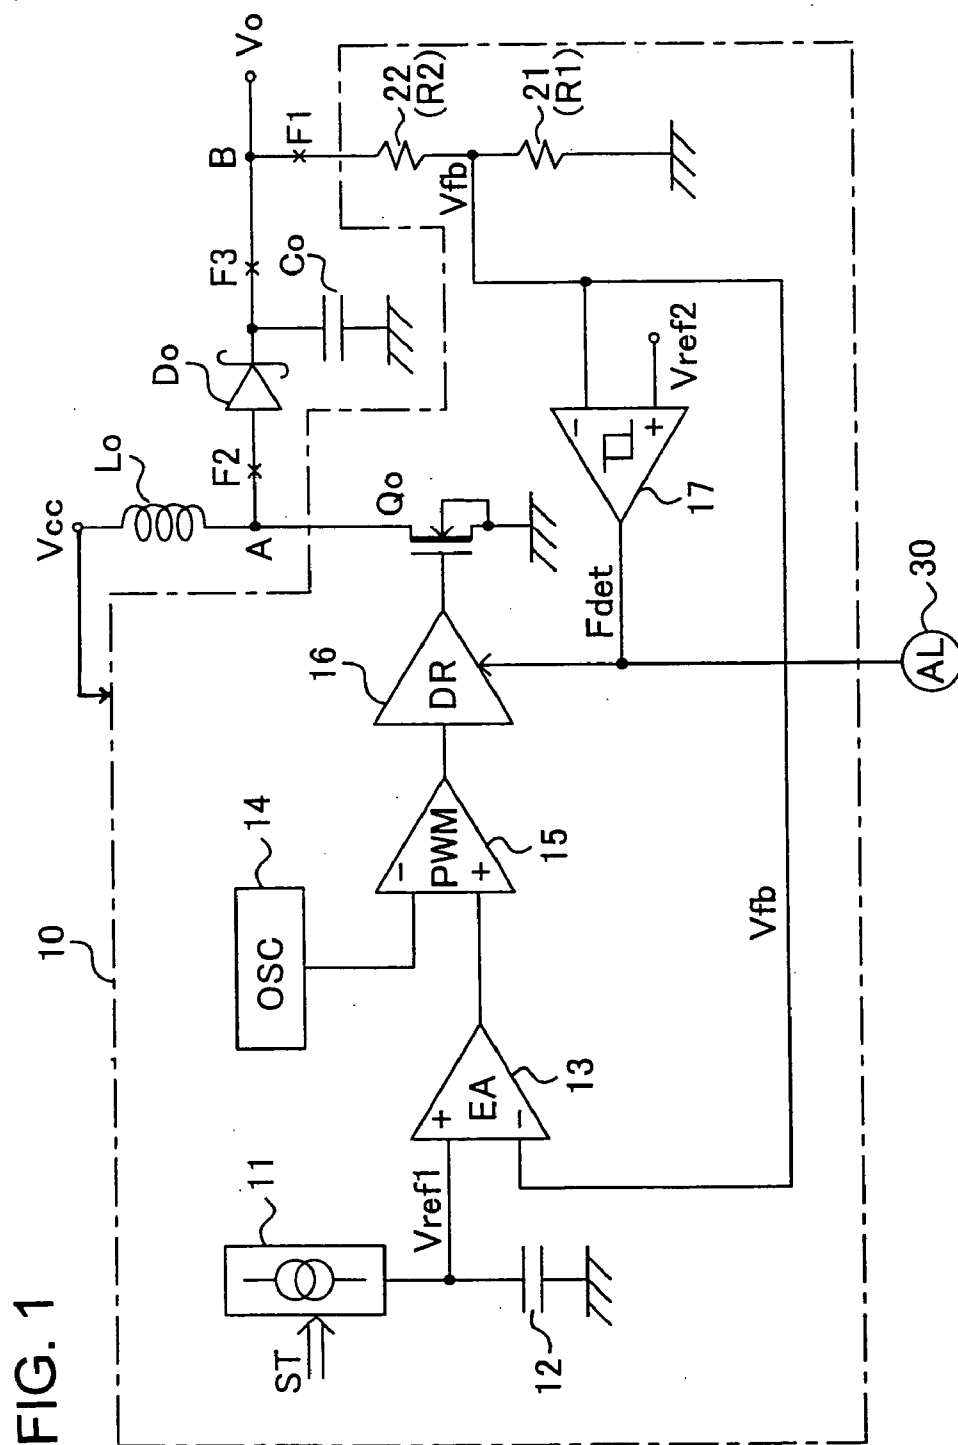 FIG. 1
10
Vcc
Lo
A
F2
Do
F3
Co
B
F1
Vo
22
(R2)
Vfb
21
(R1)
ST
11
12
Vref1
+
EA
−
13
OSC
14
−
PWM
+
15
16
DR
Qo
Fdet
−
+
17
Vref2
Vfb
AL
30